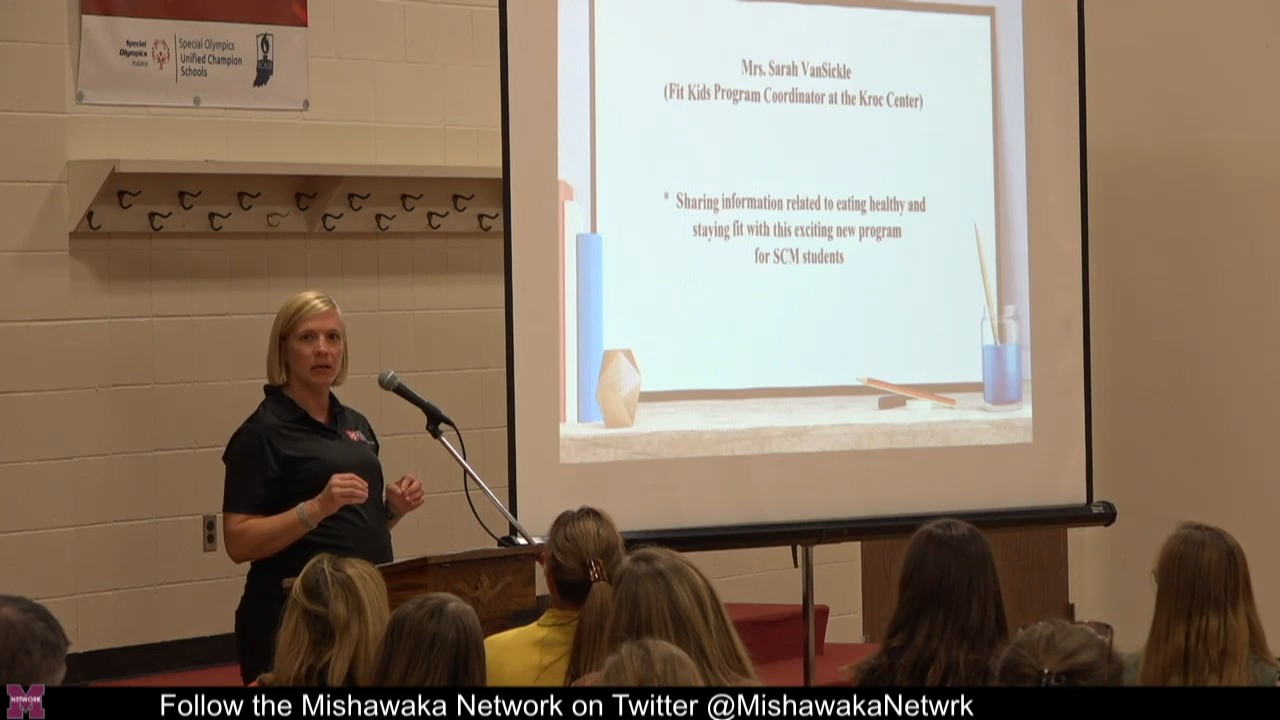 Special
Olympics
Indiana
Special Olympics
Unified Champion
Schools
Mrs. Sarah VanSickle
(Fit Kids Program Coordinator at the Kroc Center)
* Sharing information related to eating healthy and
staying fit with this exciting new program
for SCM students
M
NETWORK
Follow the Mishawaka Network on Twitter @MishawakaNetwrk